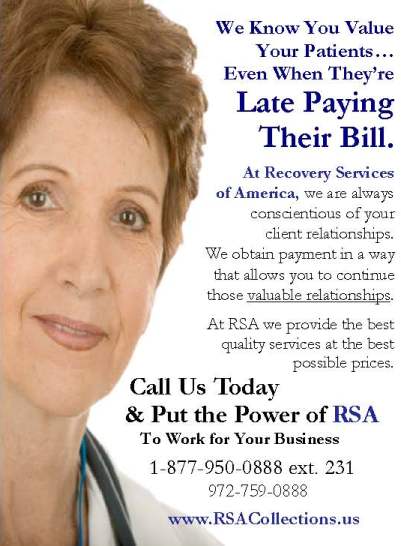 We Know You Value
Your Patients…
Even When They're
Late Paying
Their Bill.
At Recovery Services
of America, we are always
conscientious of your
client relationships.
We obtain payment in a way
that allows you to continue
those valuable relationships.
At RSA we provide the best
quality services at the best
possible prices.
Call Us Today
& Put the Power of RSA
To Work for Your Business
1-877-950-0888 ext. 231
972-759-0888
www.RSACollections.us